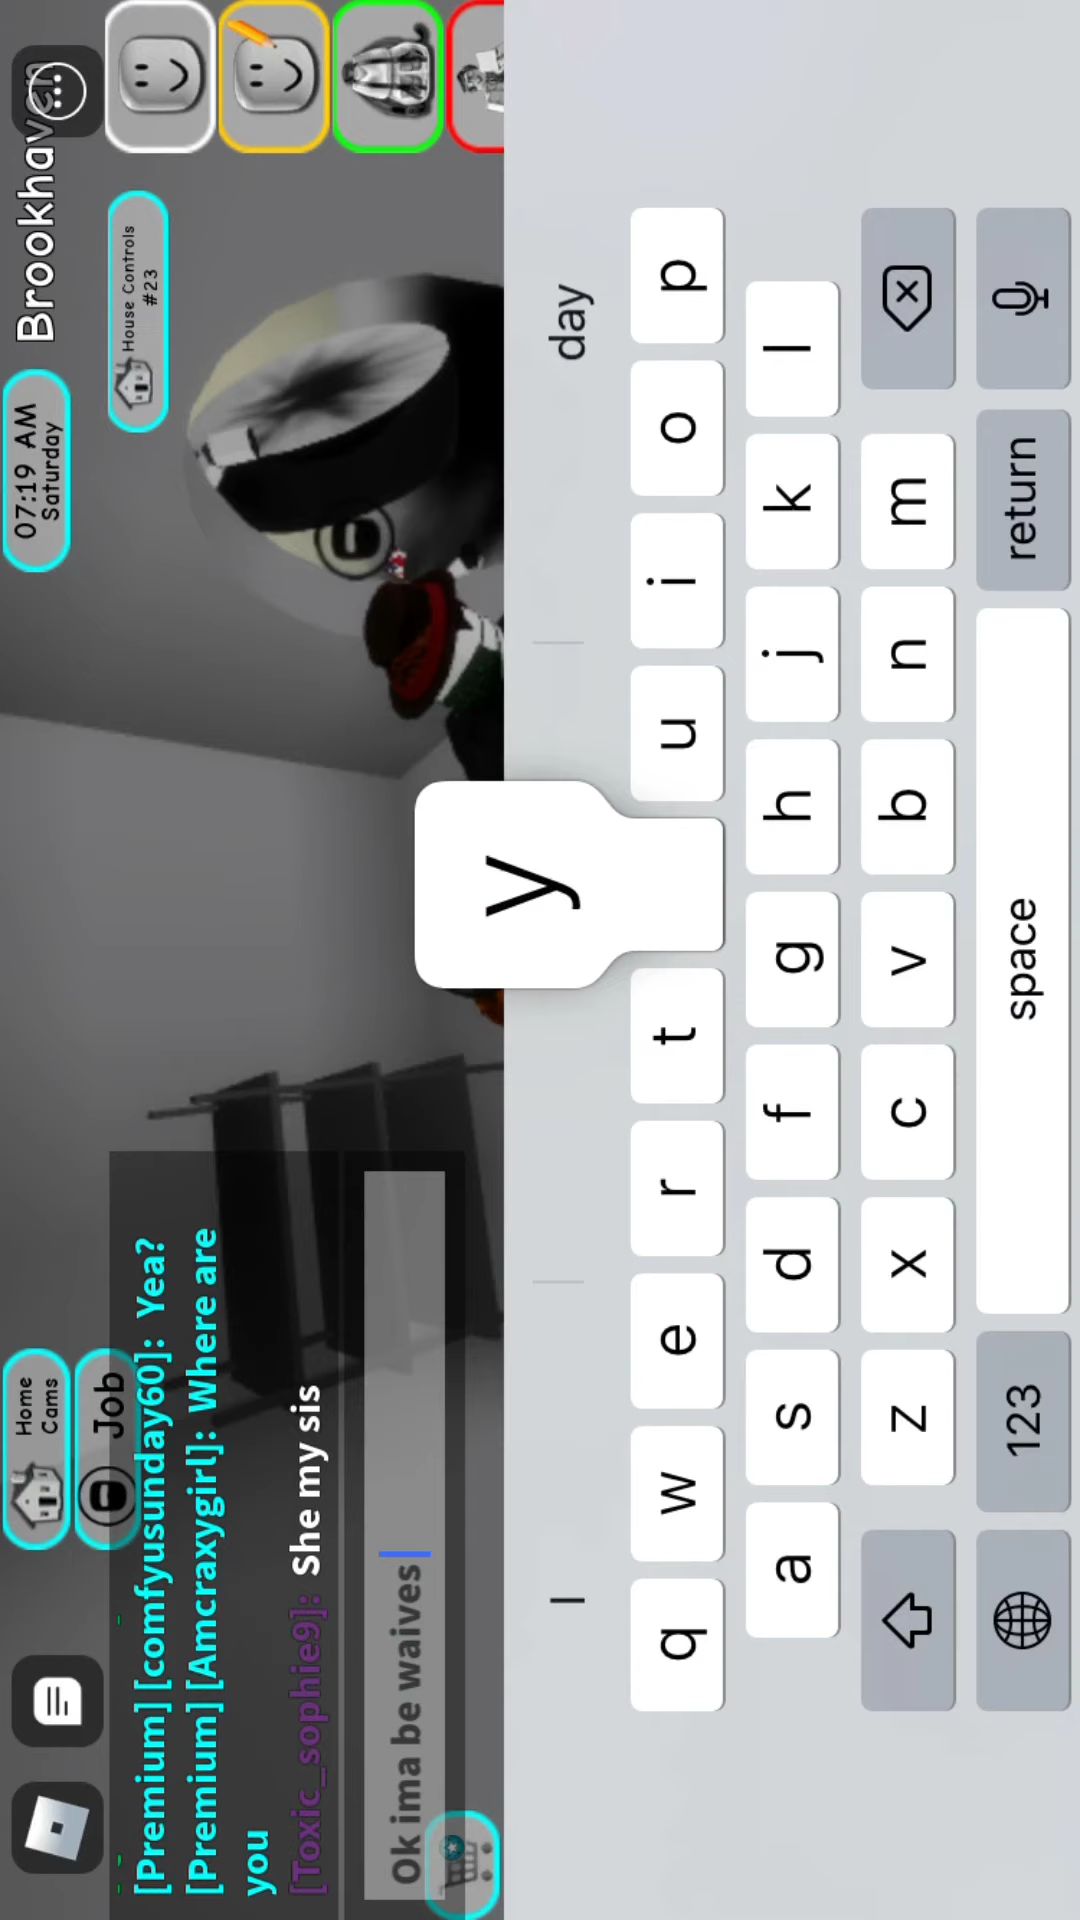 Brookhaven
07:19 AM
Saturday
House Controls
#23
Home
Cams
Job
[Premium] [comfyusunday60]: Yea?
[Premium] [Amcraxygirl]: Where are
you
[Toxic_sophie9]: She my sis
Ok ima be waives
I
day
q w e r t y u i o p
a s d f g h j k l
z x c v b n m
123 space return